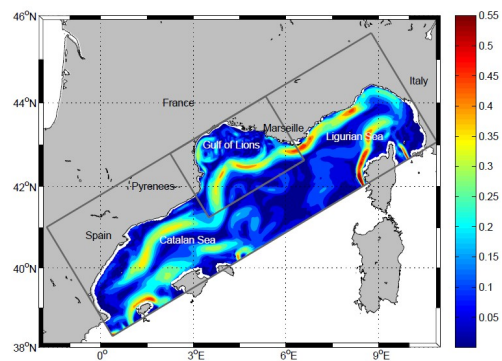 46°N
0.55
Italy
0.5
0.45
44°N
France
Marseille
0.4
Gulf of Lions
Ligurian Sea
0.35
0.3
42°N
Pyrenees
0.25
Spain
Catalan Sea
0.2
40°N
0.15
0.1
0.05
38°N
0°
3°E
6°E
9°E